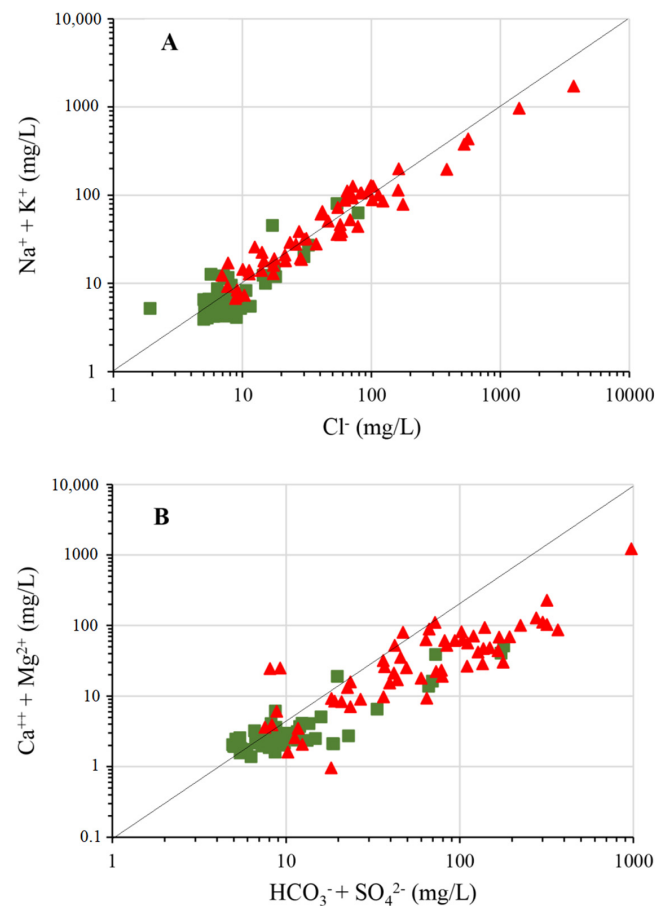 A
10,000
1000
100
10
1
Na⁺ + K⁺ (mg/L)
1 10 100 1000 10000
Cl⁻ (mg/L)
B
10,000
1000
100
10
1
0.1
Ca⁺⁺ + Mg²⁺ (mg/L)
1 10 100 1000
HCO₃⁻ + SO₄²⁻ (mg/L)